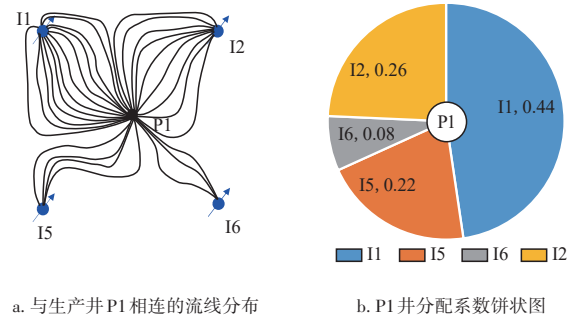 I1
I2
P1
I5
I6
I2, 0.26
I1, 0.44
P1
I6, 0.08
I5, 0.22
I1 I5 I6 I2
a. 与生产井P1相连的流线分布
b. P1井分配系数饼状图